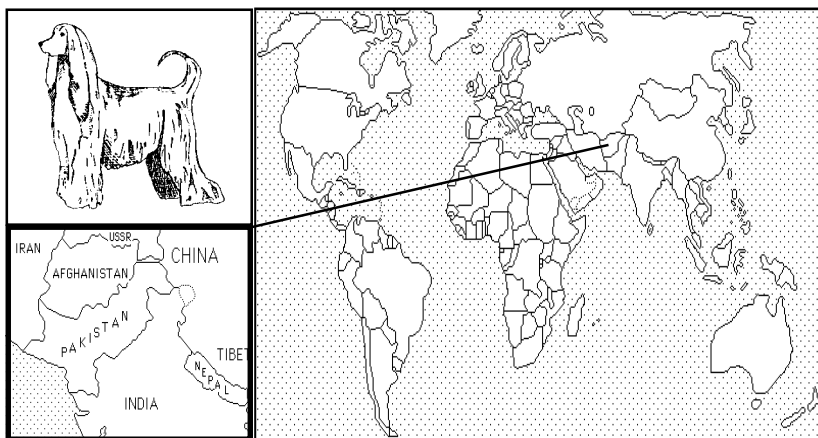 USSR
IRAN
CHINA
AFGHANISTAN
PAKISTAN
TIBET
NEPAL
INDIA